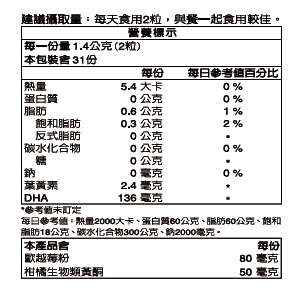 建議攝取量：每天食用2粒，與餐一起食用較佳。
營養標示
每一份量 1.4公克 (2粒)
本包裝含 31份
每份 每日參考值百分比
熱量 5.4 大卡 0 %
蛋白質 0 公克 0 %
脂肪 0.6 公克 1 %
飽和脂肪 0.3 公克 2 %
反式脂肪 0 公克 *
碳水化合物 0 公克 0 %
糖 0 公克 *
鈉 0 毫克 0 %
葉黃素 2.4 毫克 *
DHA 136 毫克 *
*參考值未訂定
每日參考值：熱量2000大卡、蛋白質60公克、脂肪60公克、飽和
脂肪18公克、碳水化合物300公克、鈉2000毫克。
本產品含 每份
歐越莓粉 80 毫克
柑橘生物類黃酮 50 毫克